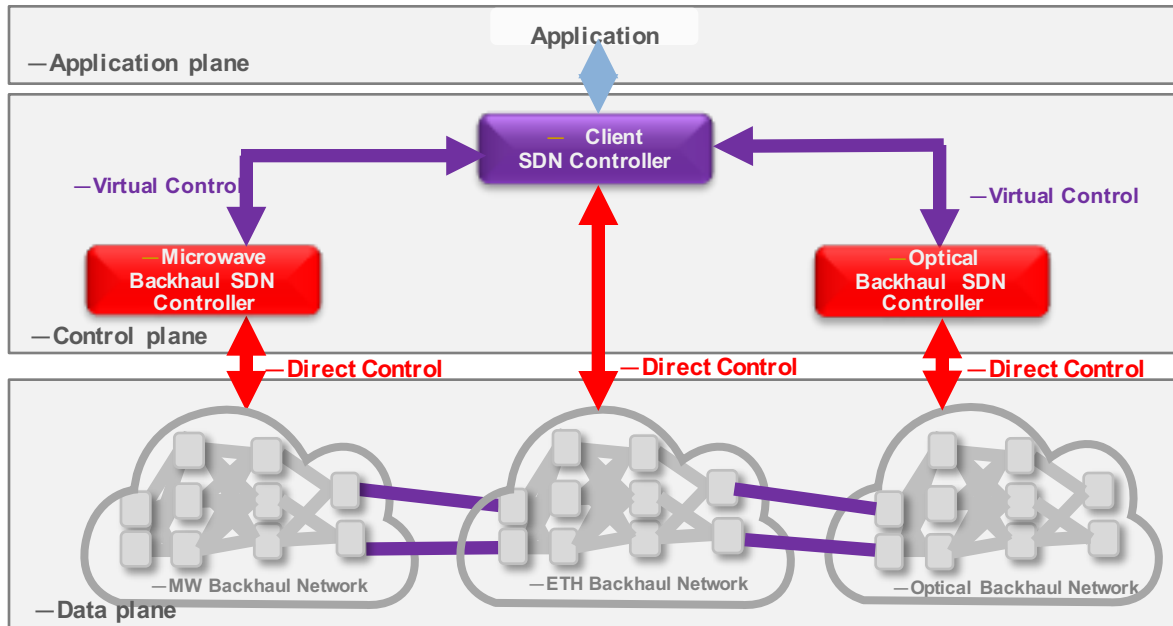 Application
—Application plane
— Client
SDN Controller
—Virtual Control
—Virtual Control
—Microwave
Backhaul SDN
Controller
—Optical
Backhaul SDN
Controller
—Control plane
—Direct Control
—Direct Control
—Direct Control
—MW Backhaul Network
—ETH Backhaul Network
—Optical Backhaul Network
—Data plane